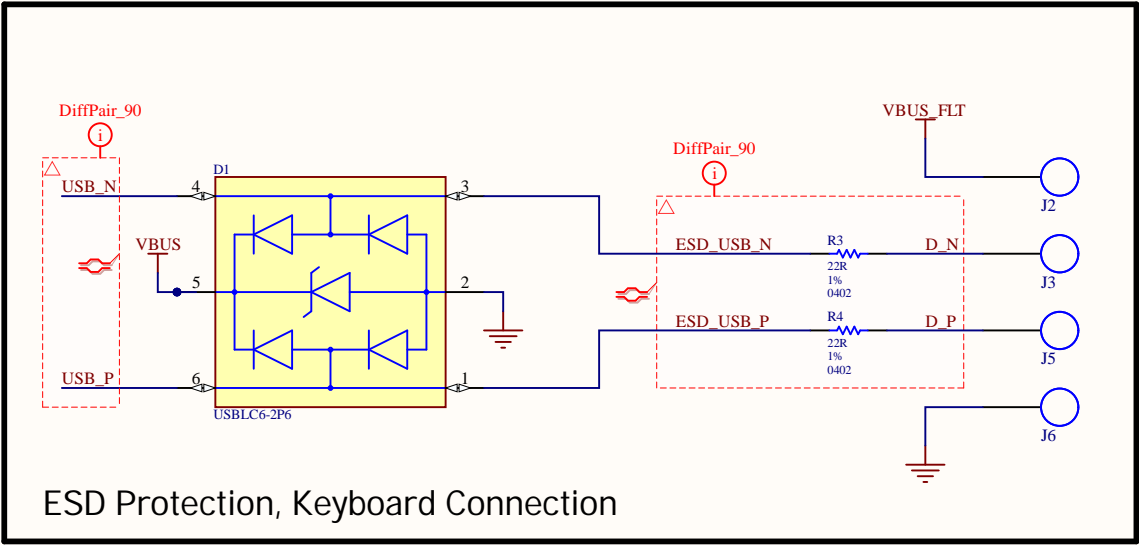 DiffPair_90
i
USB_N
VBUS
USB_P
D1
4
3
5
2
6
1
USBLC6-2P6
DiffPair_90
i
ESD_USB_N
R3
22R
1%
0402
D_N
ESD_USB_P
R4
22R
1%
0402
D_P
VBUS_FLT
J2
J3
J5
J6
ESD Protection, Keyboard Connection